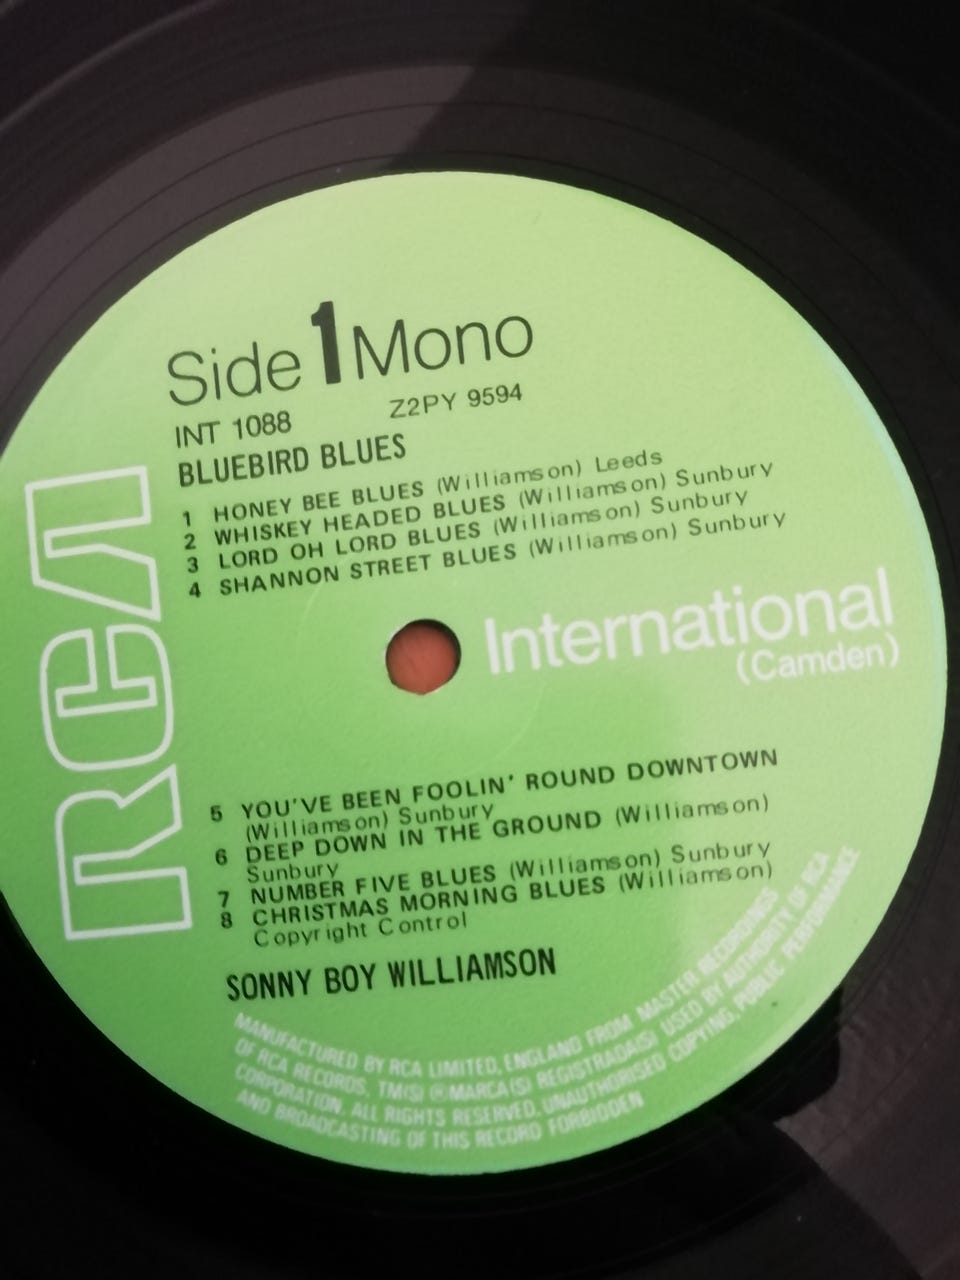 Side 1 Mono
INT 1088 Z2PY 9594
BLUEBIRD BLUES
1 HONEY BEE BLUES (Williamson) Leeds
2 WHISKEY HEADED BLUES (Williamson) Sunbury
3 LORD OH LORD BLUES (Williamson) Sunbury
4 SHANNON STREET BLUES (Williamson) Sunbury
RCA
International
(Camden)
5 YOU'VE BEEN FOOLIN' ROUND DOWNTOWN
(Williamson) Sunbury
6 DEEP DOWN IN THE GROUND (Williamson)
Sunbury
7 NUMBER FIVE BLUES (Williamson) Sunbury
8 CHRISTMAS MORNING BLUES (Williamson)
Copyright Control
SONNY BOY WILLIAMSON
MANUFACTURED BY RCA LIMITED, ENGLAND FROM MASTER RECORDINGS
OF RCA RECORDS. TM(S) ® MARCA(S) REGISTRADA(S) USED BY AUTHORITY OF RCA
CORPORATION. ALL RIGHTS RESERVED. UNAUTHORISED COPYING, PUBLIC PERFORMANCE
AND BROADCASTING OF THIS RECORD FORBIDDEN